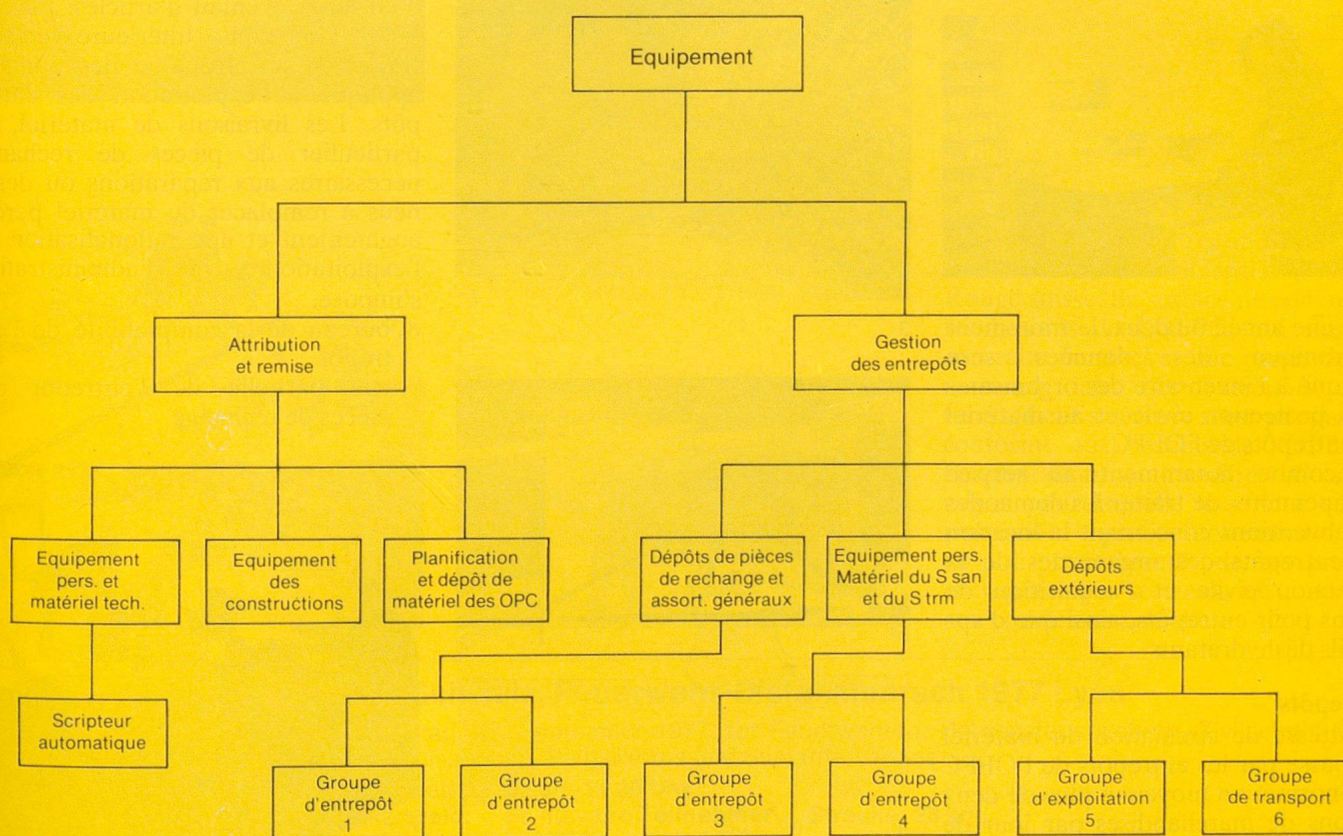 Equipement
Attribution
et remise
Gestion
des entrepôts
Equipement
pers. et
matériel tech.
Equipement
des
constructions
Planification
et dépôt de
matériel des OPC
Dépôts de pièces
de rechange et
assort. généraux
Equipement pers.
Matériel du S san
et du S trm
Dépôts
extérieurs
Scripteur
automatique
Groupe
d'entrepôt
1
Groupe
d'entrepôt
2
Groupe
d'entrepôt
3
Groupe
d'entrepôt
4
Groupe
d'exploitation
5
Groupe
de transport
6